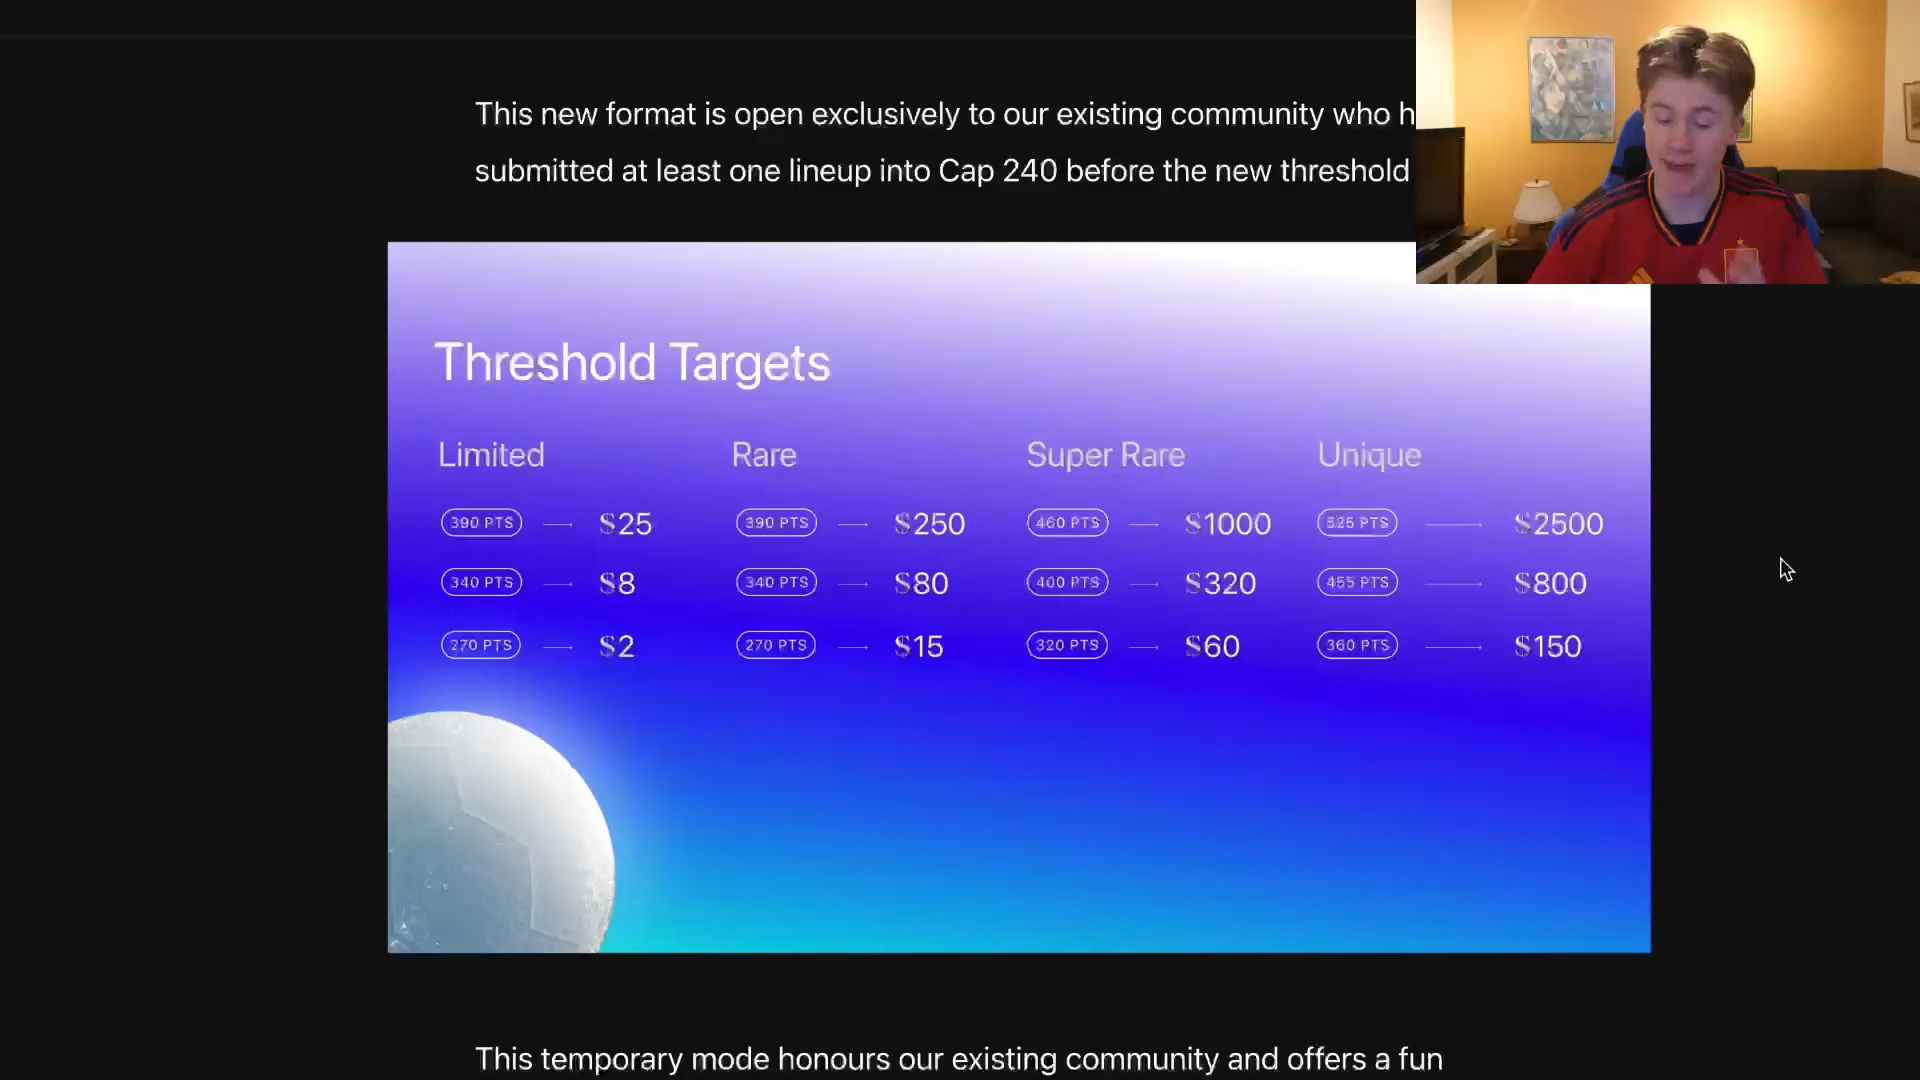 This new format is open exclusively to our existing community who h
submitted at least one lineup into Cap 240 before the new threshold
Threshold Targets
Limited Rare Super Rare Unique
390 PTS $25 390 PTS $250 460 PTS $1000 525 PTS $2500
340 PTS $8 340 PTS $80 400 PTS $320 455 PTS $800
270 PTS $2 270 PTS $15 320 PTS $60 360 PTS $150
This temporary mode honours our existing community and offers a fun